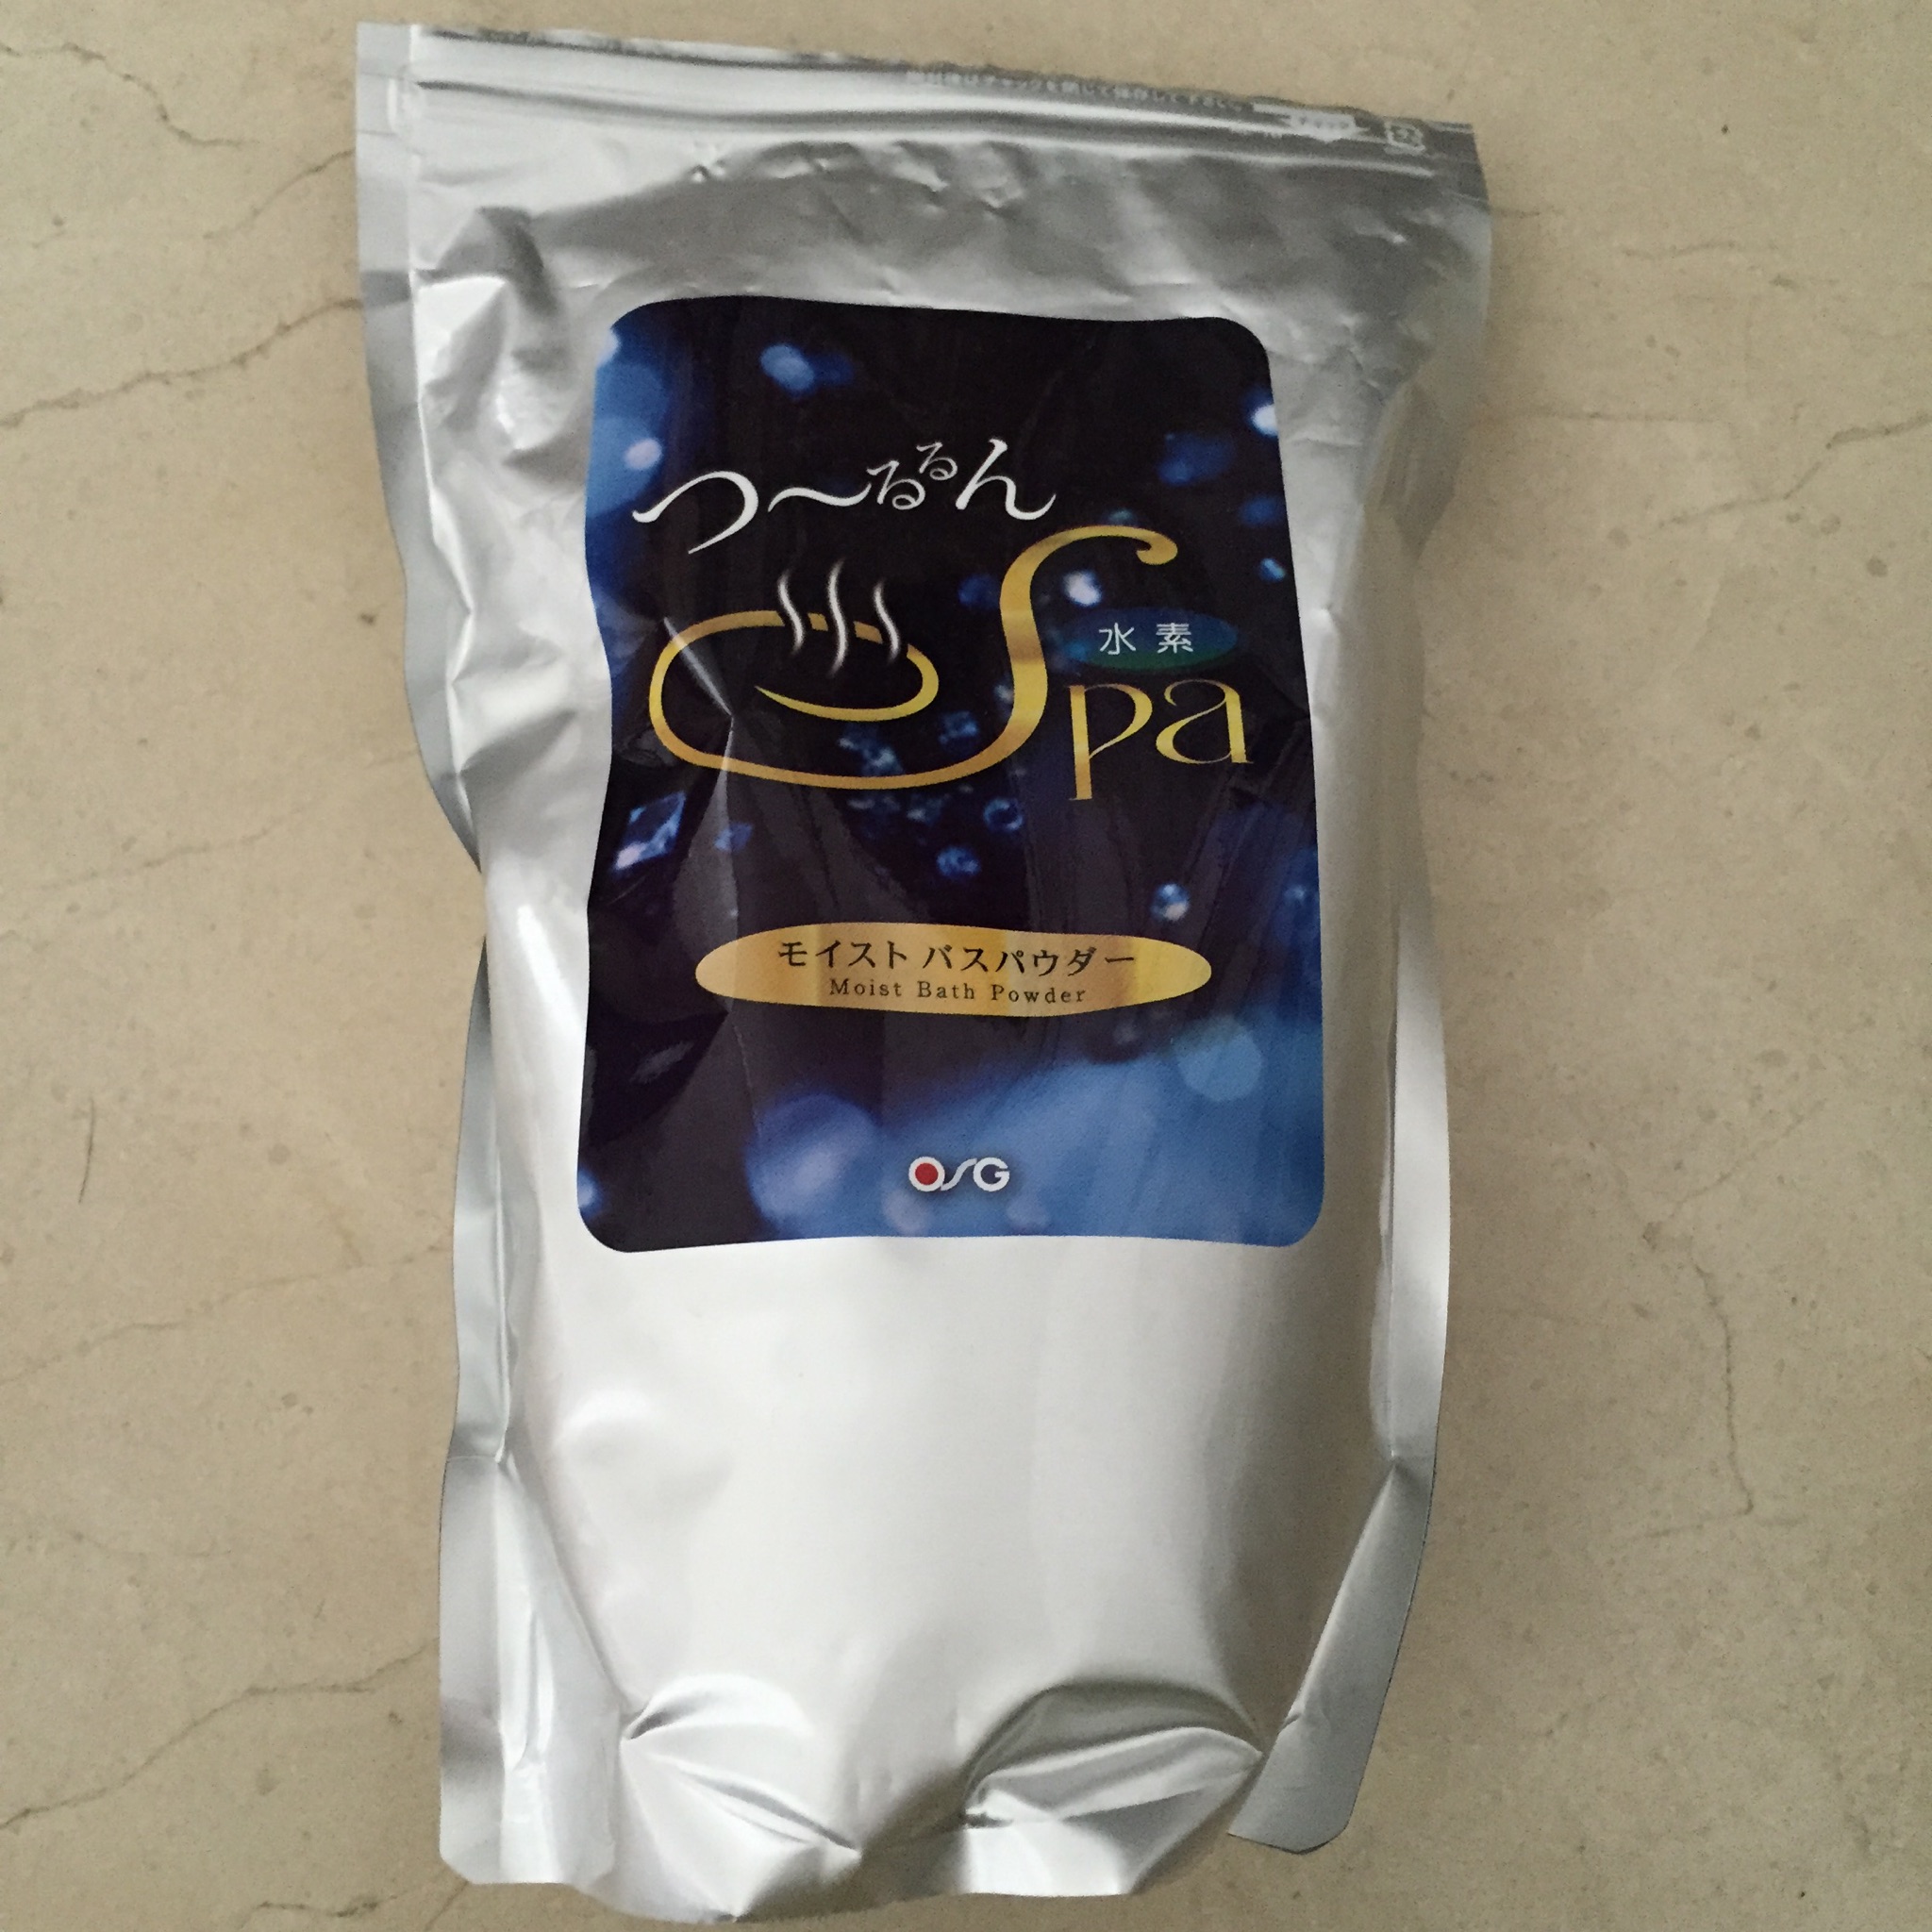 つ〜るるん
水素
Spa
モイスト バスパウダー
Moist Bath Powder
OSG